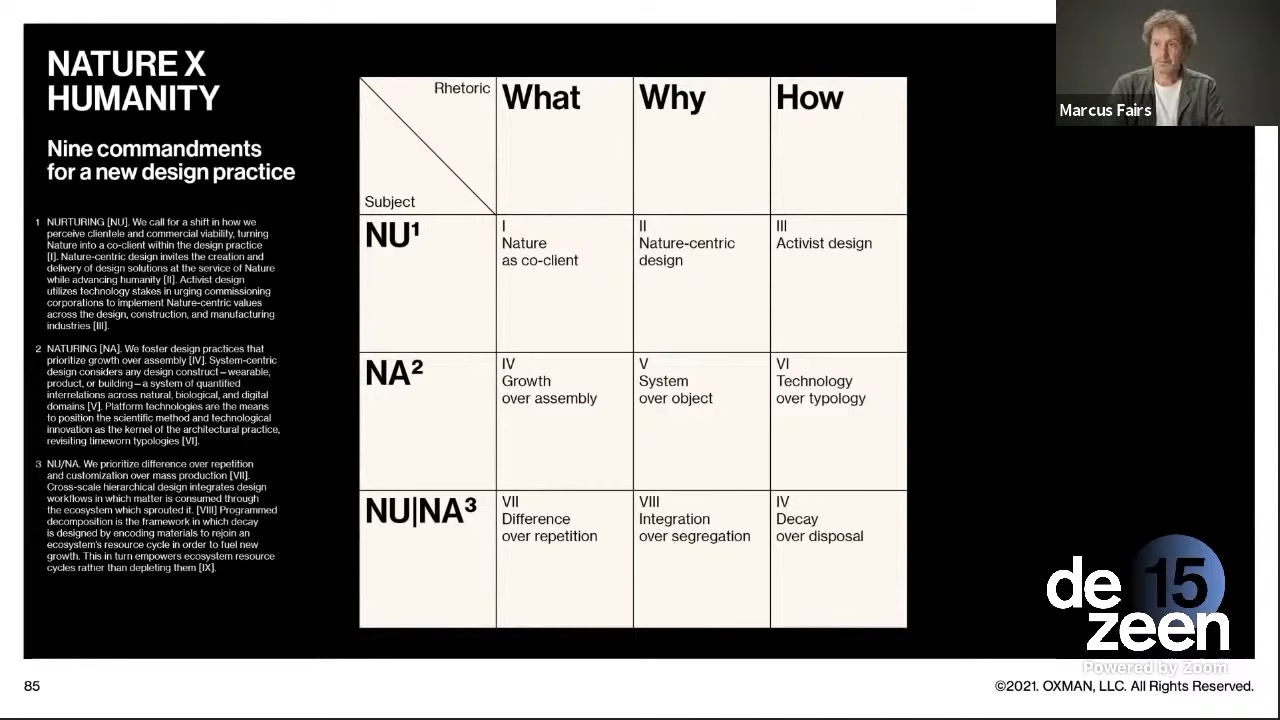 NATURE X
HUMANITY
Nine commandments
for a new design practice
1 NURTURING [NU]. We call for a shift in how we
perceive clientele and commercial viability, turning
Nature into a co-client within the design practice
[I]. Nature-centric design invites the creation and
delivery of design solutions at the service of Nature
while advancing humanity [II]. Activist design
utilizes technology stakes in urging commissioning
corporations to implement Nature-centric values
across the design, construction, and manufacturing
industries [III].
2 NATURING [NA]. We foster design practices that
prioritize growth over assembly [IV]. System-centric
design considers any design construct—wearable,
product, or building—a system of quantified
interrelations across natural, biological, and digital
domains [V]. Platform technologies are the means
to position the scientific method and technological
innovation as the kernel of the architectural practice,
revisiting timeworn typologies [VI].
3 NU/NA. We prioritize difference over repetition
and customization over mass production [VII].
Cross-scale hierarchical design integrates design
workflows in which matter is consumed through
the ecosystem which sprouted it. [VIII] Programmed
decomposition is the framework in which decay
is designed by encoding materials to rejoin an
ecosystem's resource cycle in order to fuel new
growth. This in turn empowers ecosystem resource
cycles rather than depleting them [IX].
Rhetoric
Subject
What
Why
How
NU¹
I
Nature
as co-client
II
Nature-centric
design
III
Activist design
NA²
IV
Growth
over assembly
V
System
over object
VI
Technology
over typology
NU|NA³
VII
Difference
over repetition
VIII
Integration
over segregation
IV
Decay
over disposal
Marcus Fairs
de 15
zeen
Powered by Zoom
85
©2021. OXMAN, LLC. All Rights Reserved.